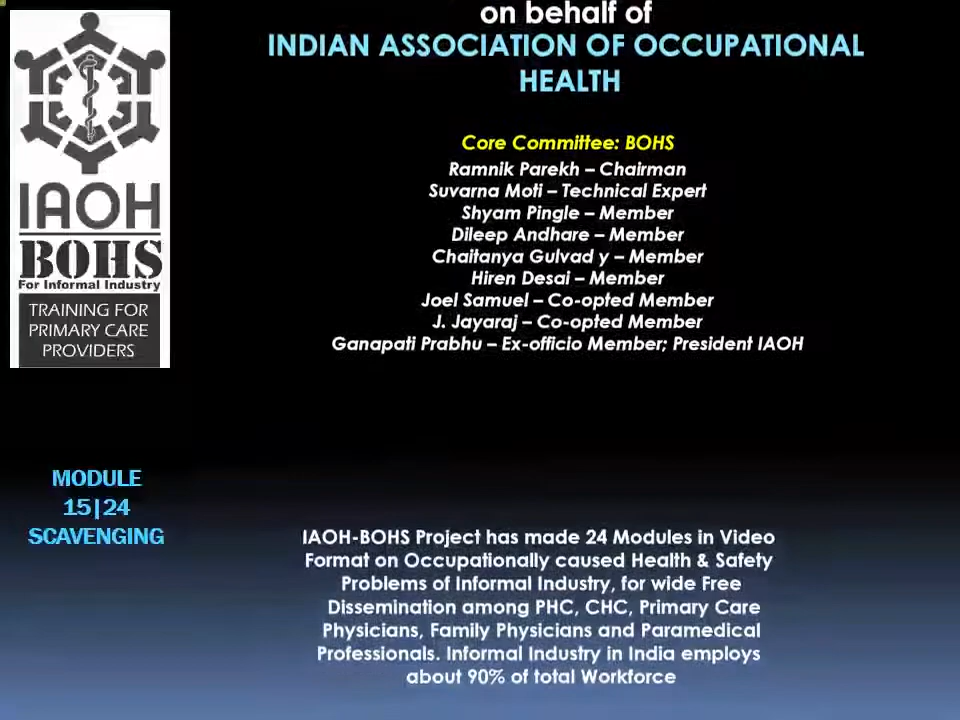 on behalf of
INDIAN ASSOCIATION OF OCCUPATIONAL
HEALTH
Core Committee: BOHS
Ramnik Parekh – Chairman
Suvarna Moti – Technical Expert
Shyam Pingle – Member
Dileep Andhare – Member
Chaitanya Gulvad y – Member
Hiren Desai – Member
Joel Samuel – Co-opted Member
J. Jayaraj – Co-opted Member
Ganapati Prabhu – Ex-officio Member; President IAOH
IAOH
BOHS
For Informal Industry
TRAINING FOR
PRIMARY CARE
PROVIDERS
MODULE
15|24
SCAVENGING
IAOH-BOHS Project has made 24 Modules in Video
Format on Occupationally caused Health & Safety
Problems of Informal Industry, for wide Free
Dissemination among PHC, CHC, Primary Care
Physicians, Family Physicians and Paramedical
Professionals. Informal Industry in India employs
about 90% of total Workforce